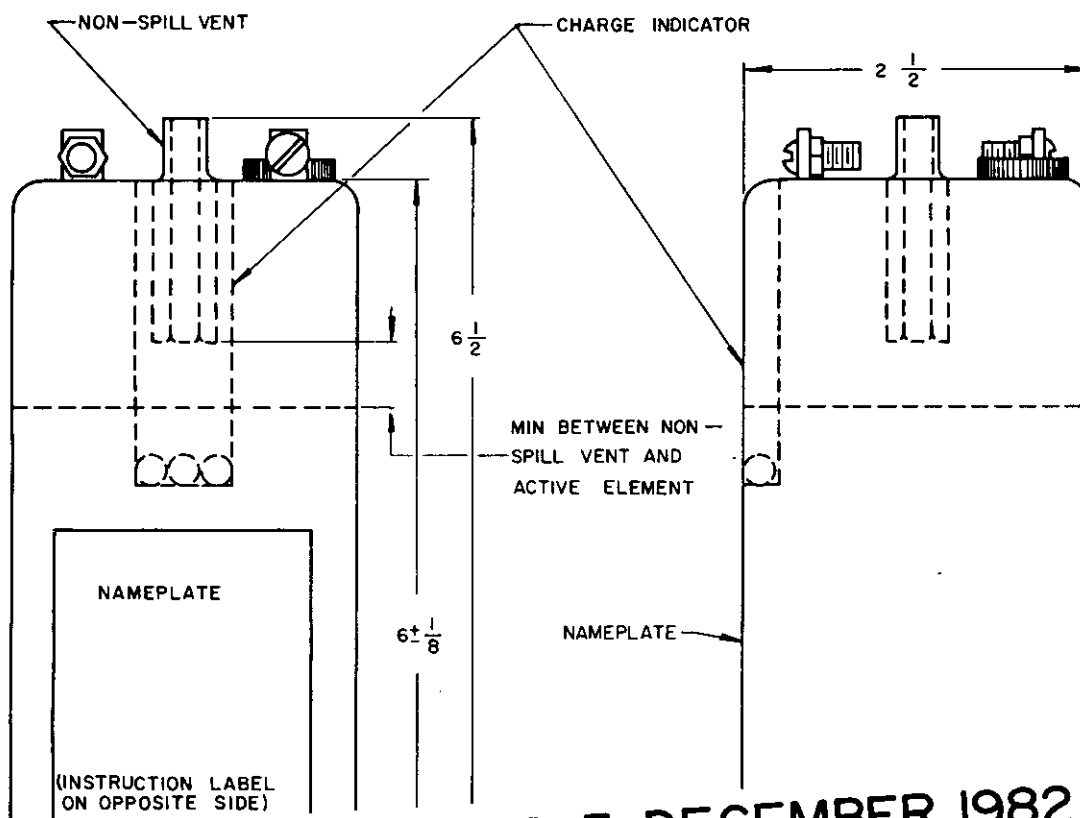 NON-SPILL VENT
CHARGE INDICATOR
2 1/2
6 1/2
MIN BETWEEN NON-
SPILL VENT AND
ACTIVE ELEMENT
NAMEPLATE
6 ± 1/8
NAMEPLATE
(INSTRUCTION LABEL
ON OPPOSITE SIDE)
DECEMBER 1982